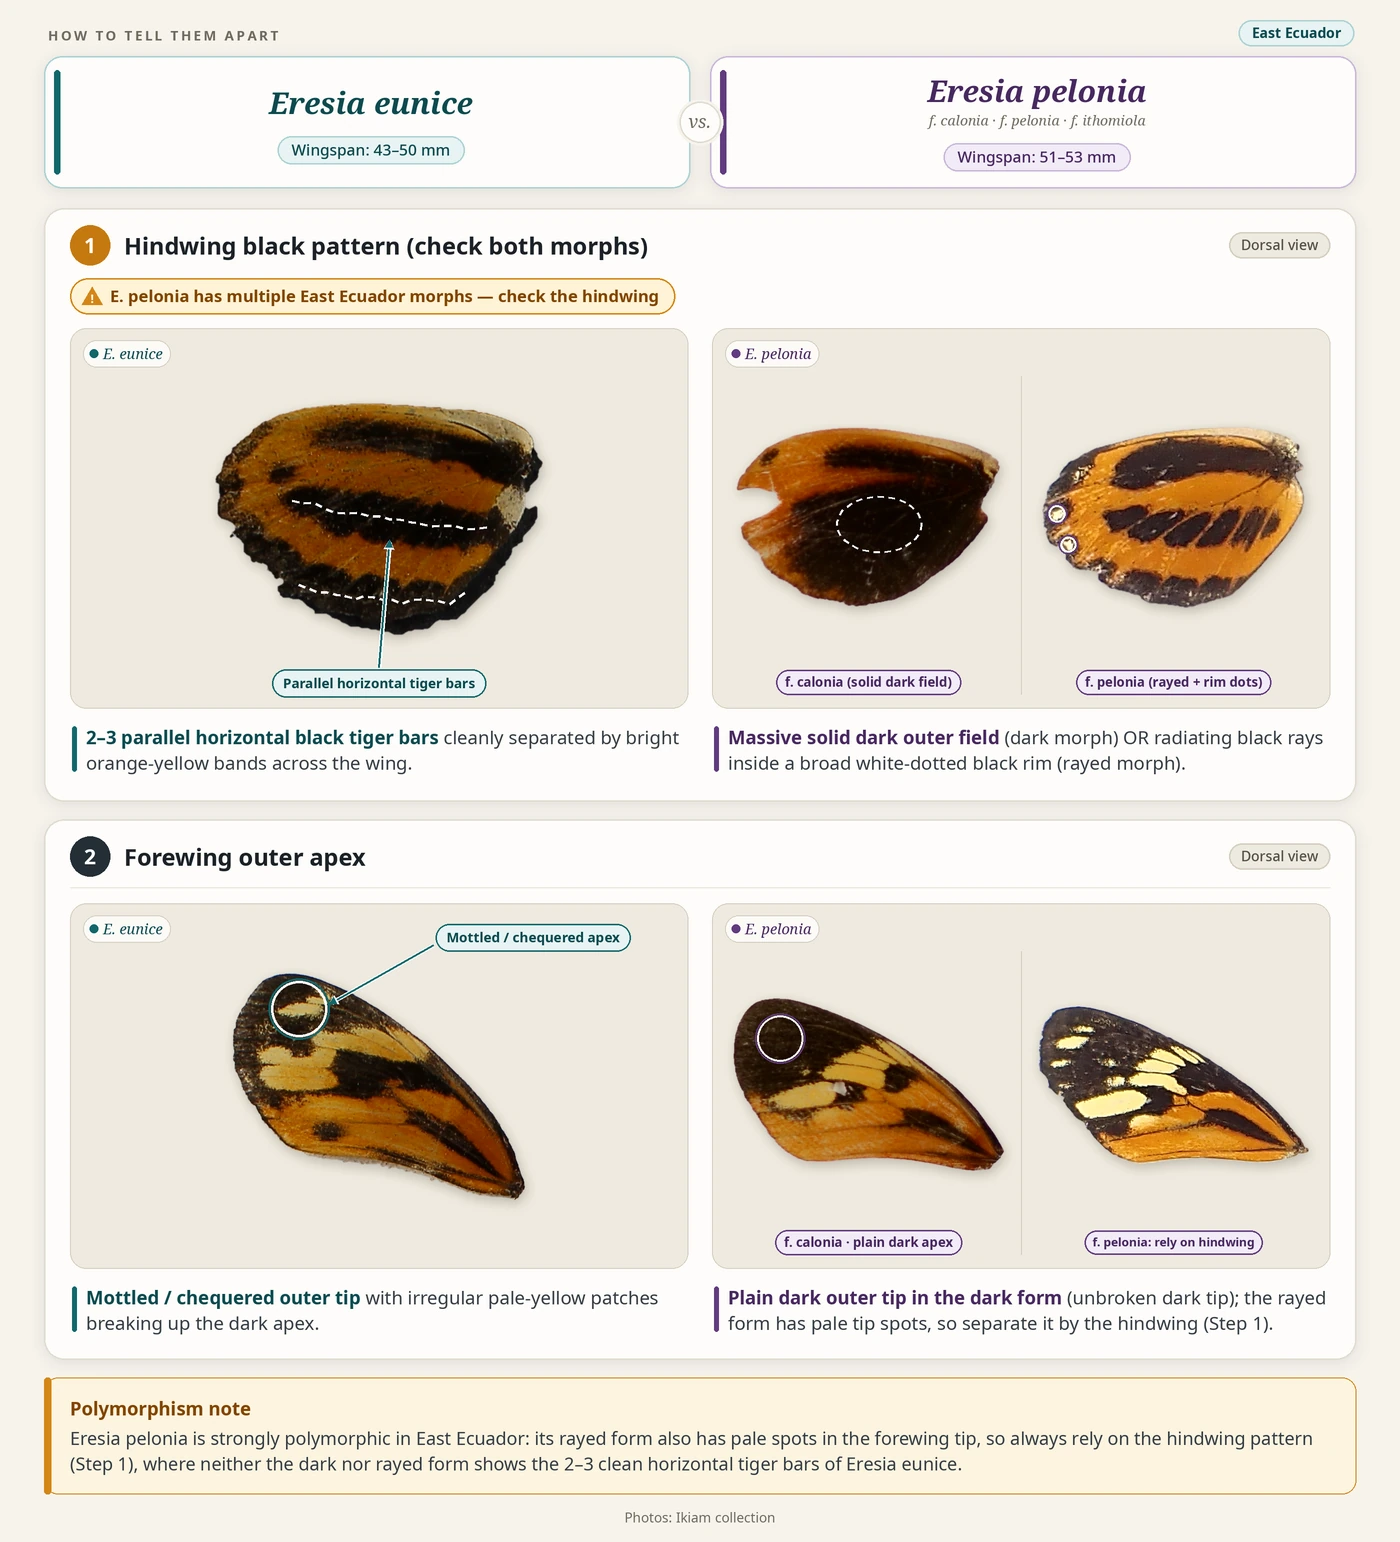 HOW TO TELL THEM APART
East Ecuador
Eresia eunice
Wingspan: 43–50 mm
vs.
Eresia pelonia
f. calonia · f. pelonia · f. ithomiola
Wingspan: 51–53 mm
1
Hindwing black pattern (check both morphs)
Dorsal view
E. pelonia has multiple East Ecuador morphs — check the hindwing
E. eunice
Parallel horizontal tiger bars
E. pelonia
f. calonia (solid dark field)
f. pelonia (rayed + rim dots)
2–3 parallel horizontal black tiger bars cleanly separated by bright
orange-yellow bands across the wing.
Massive solid dark outer field (dark morph) OR radiating black rays
inside a broad white-dotted black rim (rayed morph).
2
Forewing outer apex
Dorsal view
E. eunice
Mottled / chequered apex
E. pelonia
f. calonia · plain dark apex
f. pelonia: rely on hindwing
Mottled / chequered outer tip with irregular pale-yellow patches
breaking up the dark apex.
Plain dark outer tip in the dark form (unbroken dark tip); the rayed
form has pale tip spots, so separate it by the hindwing (Step 1).
Polymorphism note
Eresia pelonia is strongly polymorphic in East Ecuador: its rayed form also has pale spots in the forewing tip, so always rely on the hindwing pattern
(Step 1), where neither the dark nor rayed form shows the 2–3 clean horizontal tiger bars of Eresia eunice.
Photos: Ikiam collection